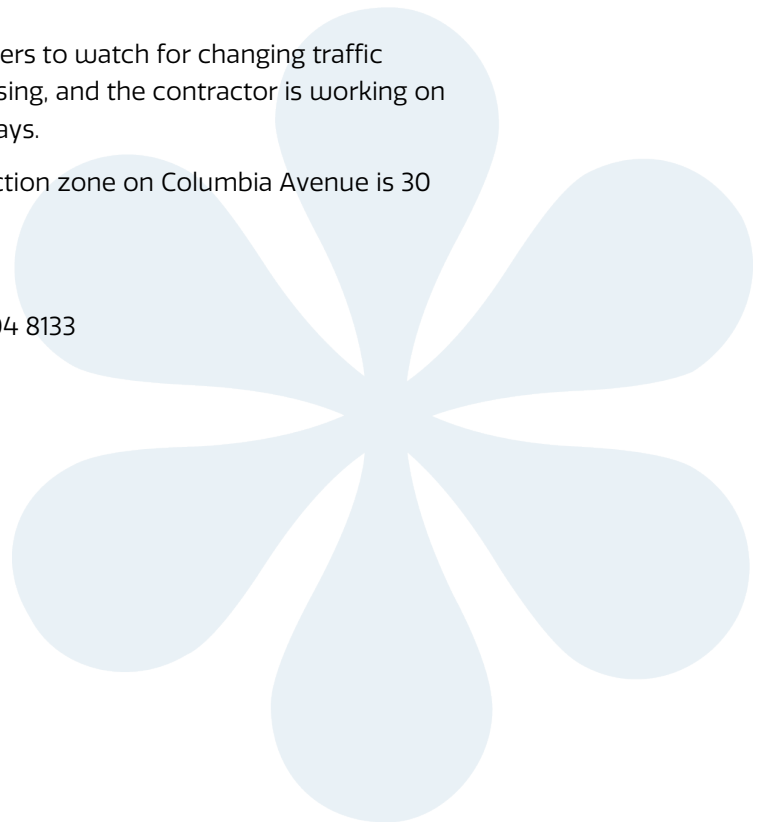 ers to watch for changing traffic
sing, and the contractor is working on
ays.
ction zone on Columbia Avenue is 30
04 8133